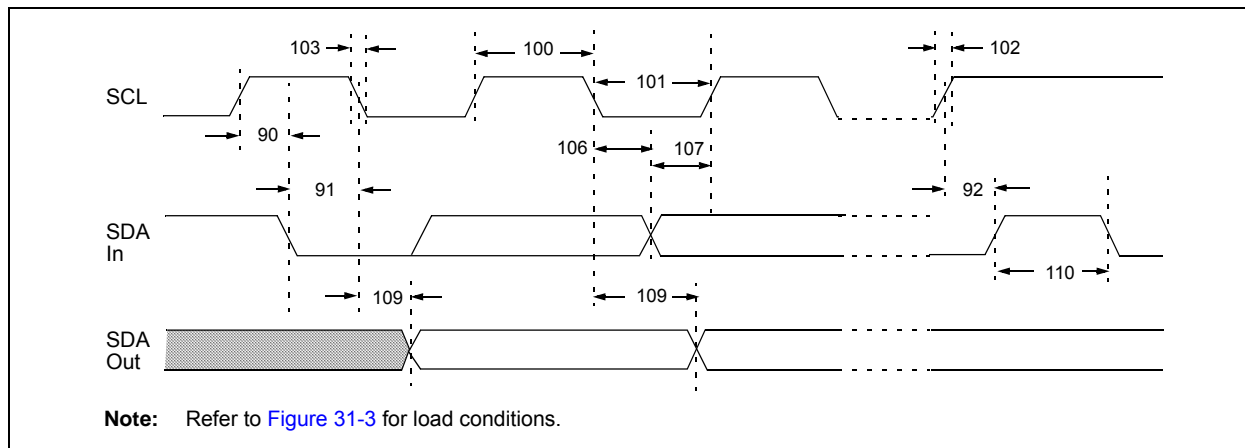 103
100
102
101
SCL
90
106
107
91
92
SDA
In
110
109
109
SDA
Out
Note: Refer to Figure 31-3 for load conditions.